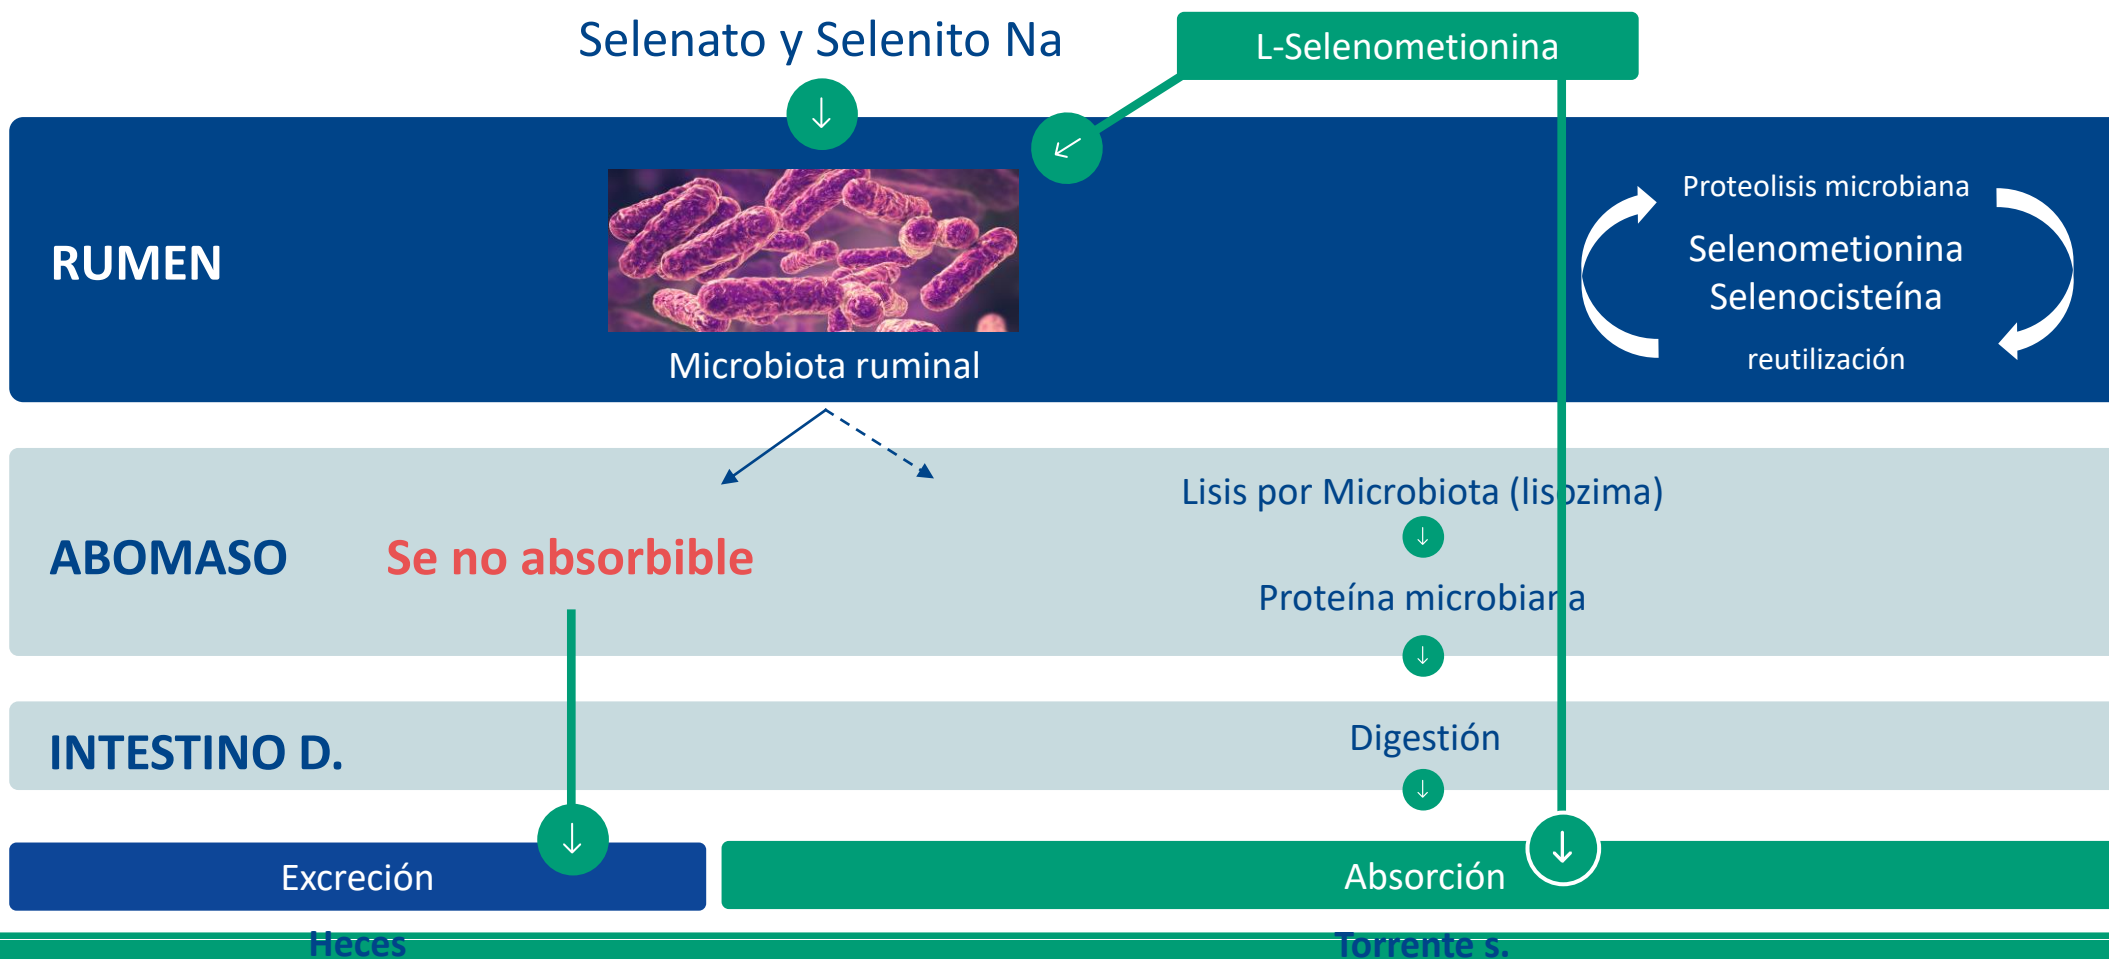 Selenato y Selenito Na
L-Selenometionina
RUMEN
Microbiota ruminal
Proteolisis microbiana
Selenometionina
Selenocisteína
reutilización
ABOMASO
Se no absorbible
Lisis por Microbiota (lisozima)
Proteína microbiana
INTESTINO D.
Digestión
Excreción
Absorción
Heces
Torrente s.